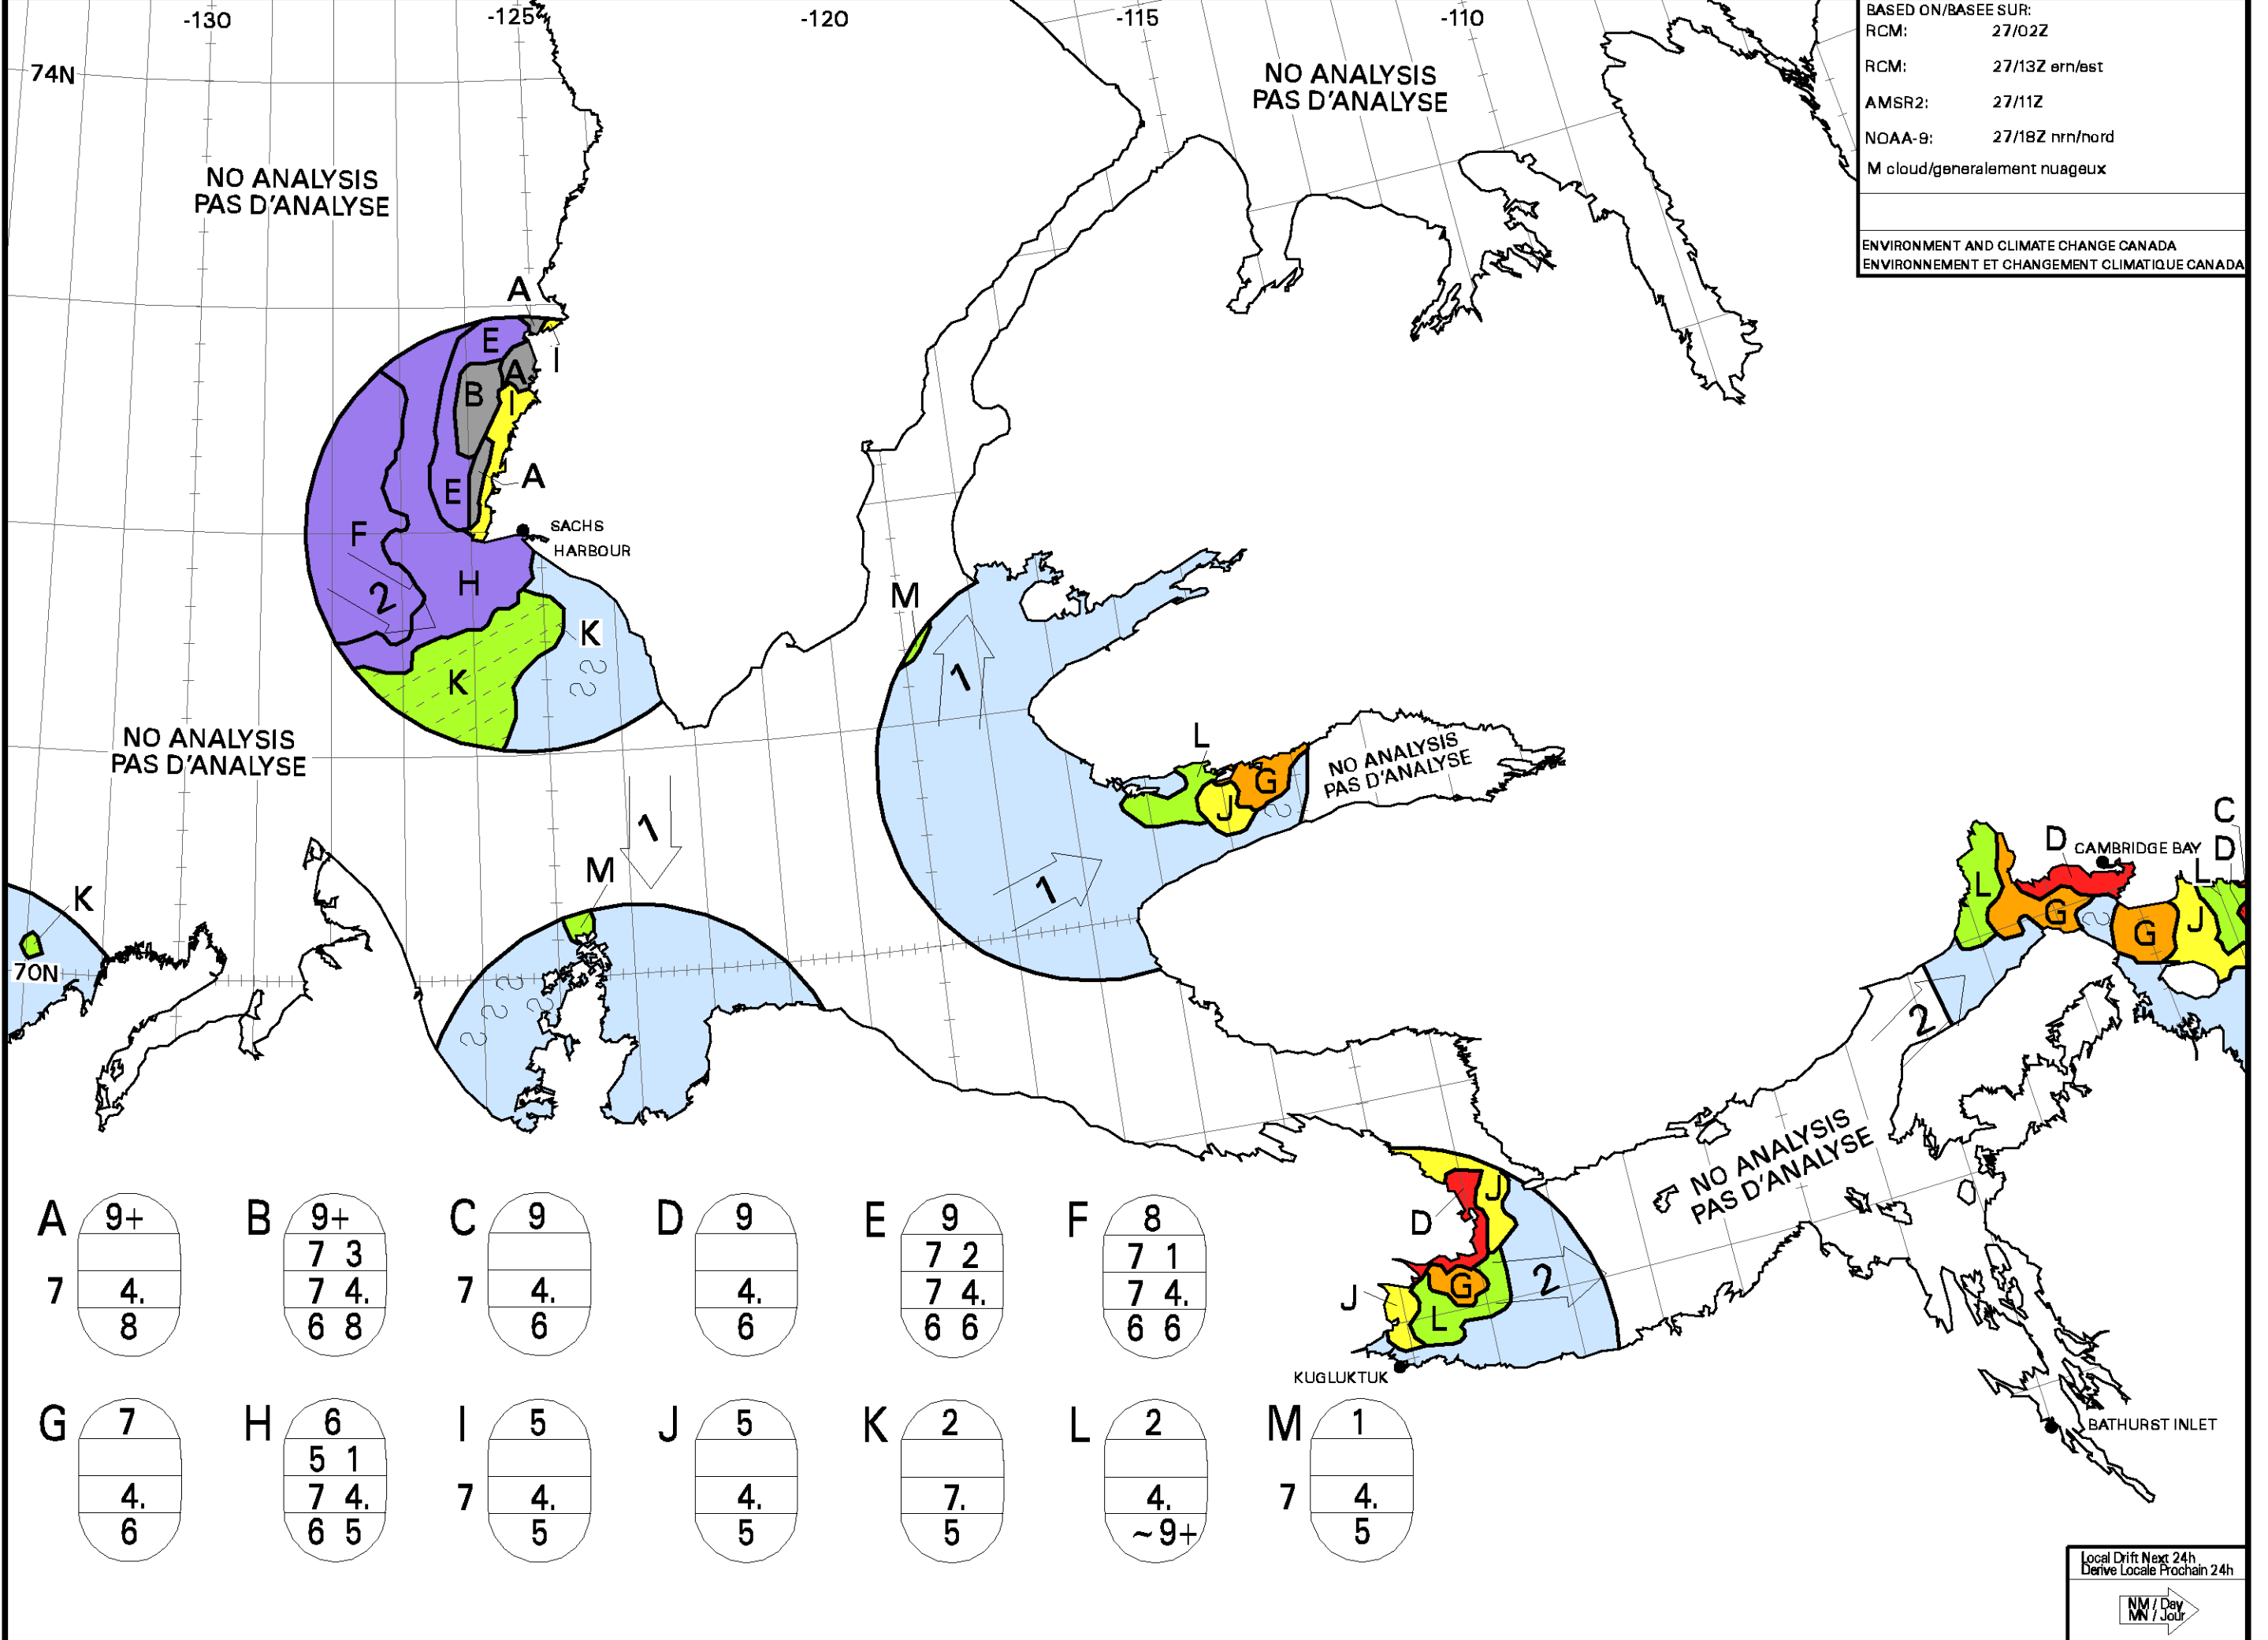 -130
-125
-120
-115
-110
74N
NO ANALYSIS
PAS D'ANALYSE
NO ANALYSIS
PAS D'ANALYSE
BASED ON/BASEE SUR:
RCM: 27/02Z
RCM: 27/13Z ern/est
AMSR2: 27/11Z
NOAA-9: 27/18Z nrn/nord
M cloud/generalement nuageux
ENVIRONMENT AND CLIMATE CHANGE CANADA
ENVIRONNEMENT ET CHANGEMENT CLIMATIQUE CANADA
A
E
I
A
B
I
A
E
F
SACHS
HARBOUR
2
H
M
K
K
1
NO ANALYSIS
PAS D'ANALYSE
L
NO ANALYSIS
PAS D'ANALYSE
G
J
1
M
1
K
70N
C
D
CAMBRIDGE BAY
D
L
L
G
G
J
2
NO ANALYSIS
PAS D'ANALYSE
J
D
G
2
J
L
KUGLUKTUK
BATHURST INLET
A 9+
7 4.
8
B 9+
7 3
7 4.
6 8
C 9
7 4.
6
D 9
4.
6
E 9
7 2
7 4.
6 6
F 8
7 1
7 4.
6 6
G 7
4.
6
H 6
5 1
7 4.
6 5
I 5
7 4.
5
J 5
4.
5
K 2
7.
5
L 2
4.
~9+
M 1
7 4.
5
Local Drift Next 24h
Derive Locale Prochain 24h
NM / Day
MN / Jour